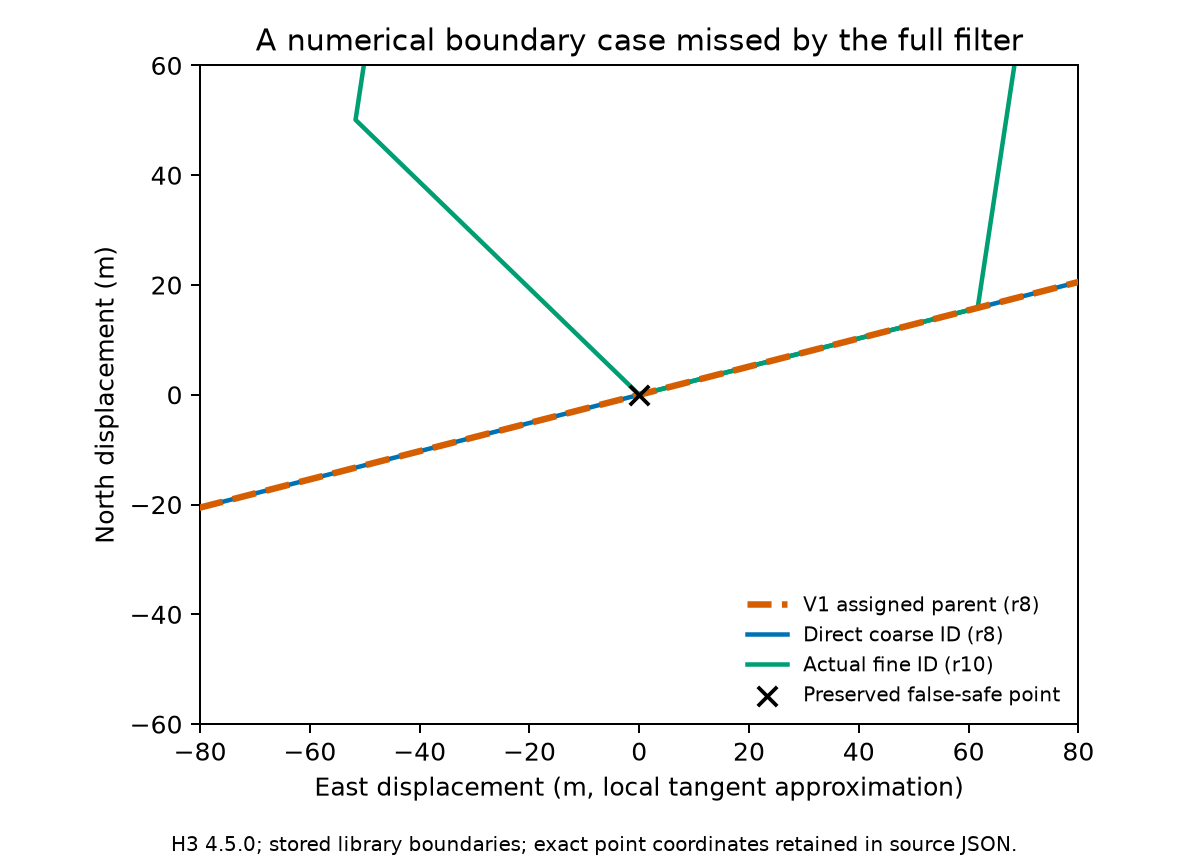 A numerical boundary case missed by the full filter
60
40
20
0
−20
−40
−60
North displacement (m)
−80 −60 −40 −20 0 20 40 60 80
East displacement (m, local tangent approximation)
V1 assigned parent (r8)
Direct coarse ID (r8)
Actual fine ID (r10)
Preserved false-safe point
H3 4.5.0; stored library boundaries; exact point coordinates retained in source JSON.